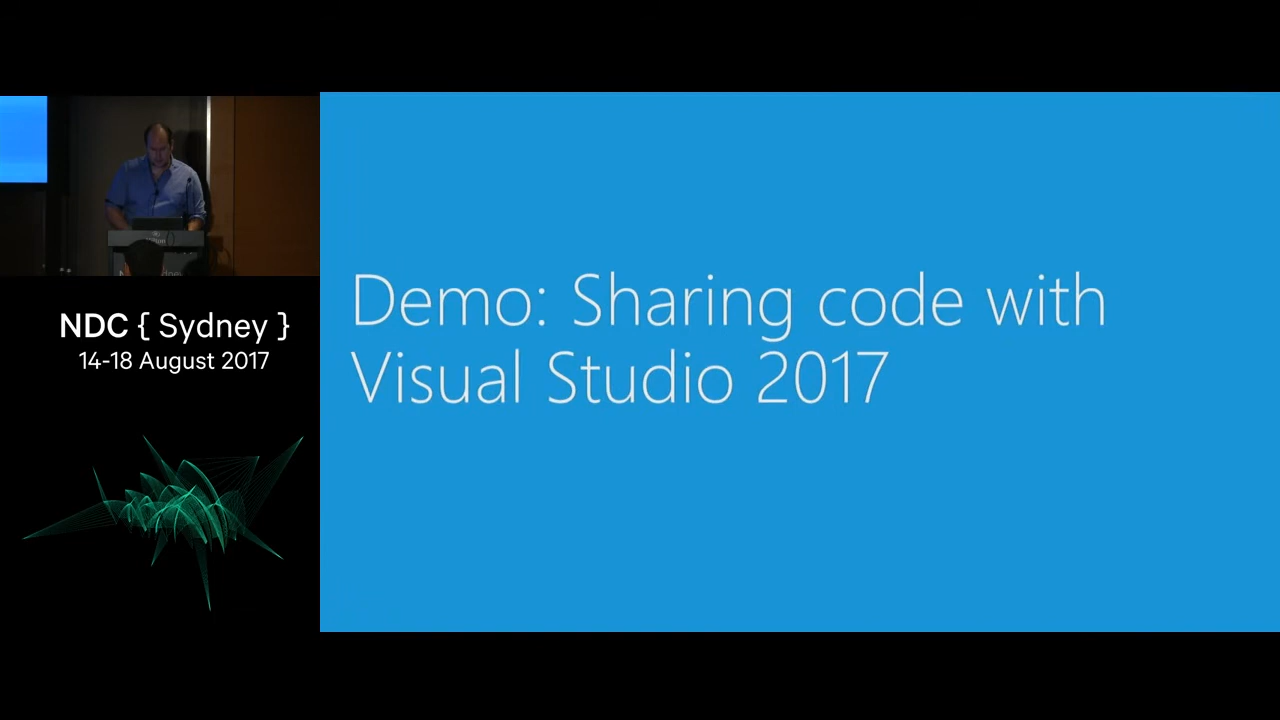 NDC { Sydney }
14-18 August 2017
Demo: Sharing code with
Visual Studio 2017